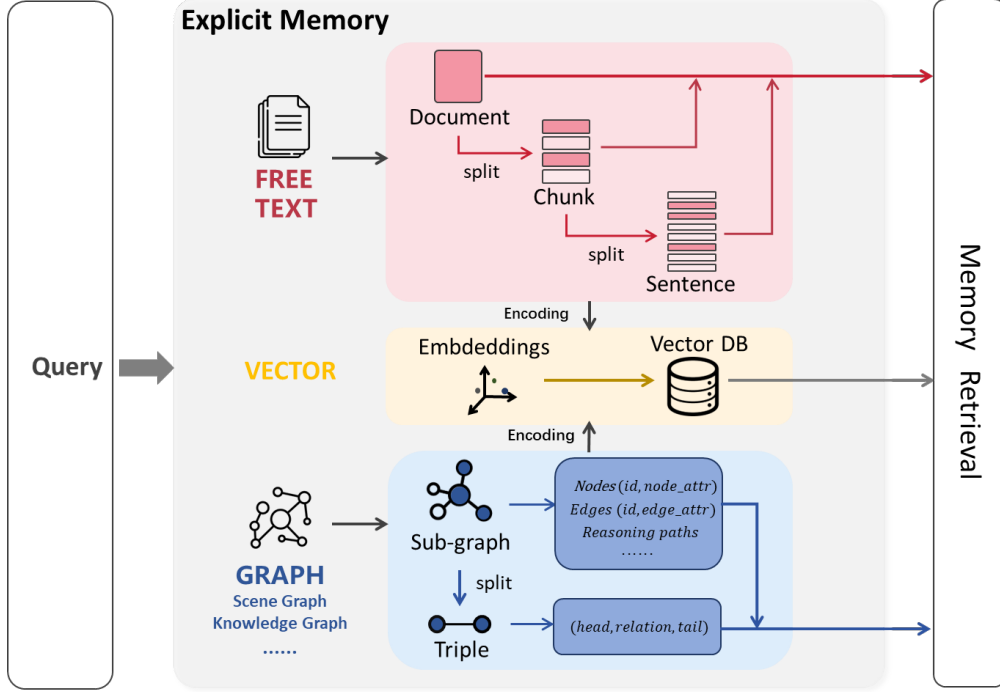 Explicit Memory
Query
FREE
TEXT
Document
split
Chunk
split
Sentence
Encoding
VECTOR
Embdeddings
Vector DB
Encoding
GRAPH
Scene Graph
Knowledge Graph
......
Sub-graph
split
Triple
Nodes(id,node_attr)
Edges (id,edge_attr)
Reasoning paths
......
(head,relation,tail)
Memory Retrieval